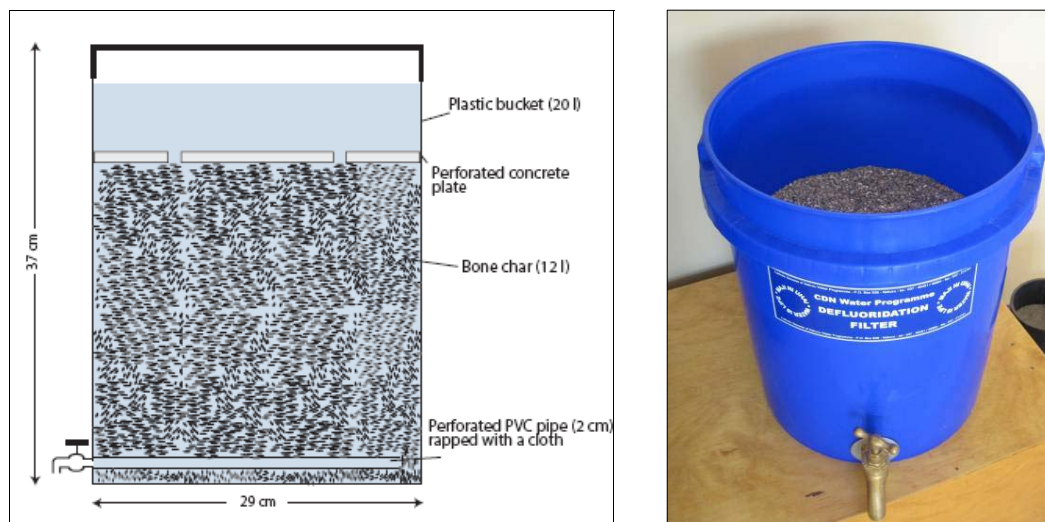 Plastic bucket (20 l)
Perforated concrete
plate
37 cm
Bone char (12 l)
Perforated PVC pipe (2 cm)
rapped with a cloth
29 cm
CDN Water Programme
DEFLUORIDATION
FILTER